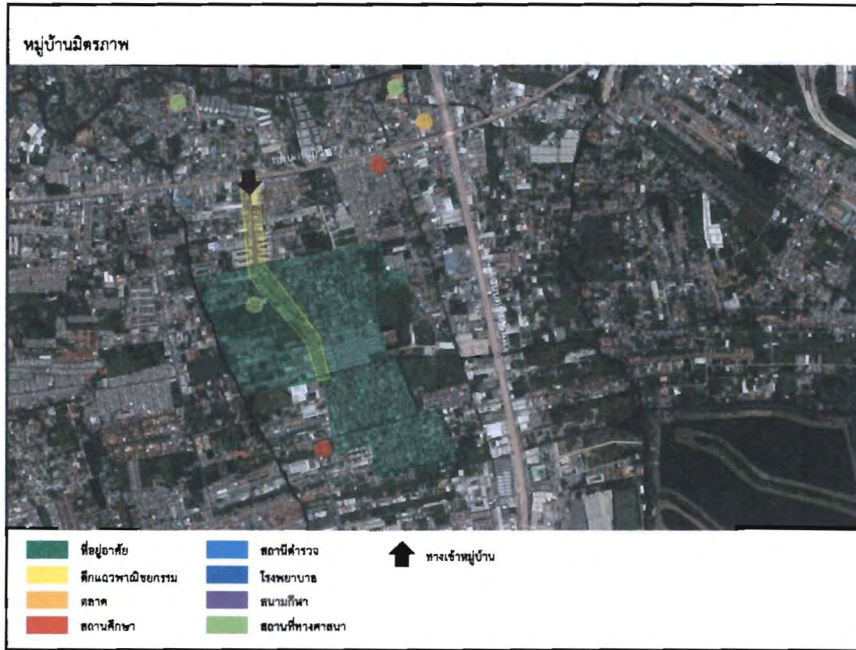 หมู่บ้านมิตรภาพ
ที่อยู่อาศัย
ตึกแถวพาณิชยกรรม
ตลาด
สถานศึกษา
สถานีตำรวจ
โรงพยาบาล
สนามกีฬา
สถานที่ทางศาสนา
ทางเข้าหมู่บ้าน